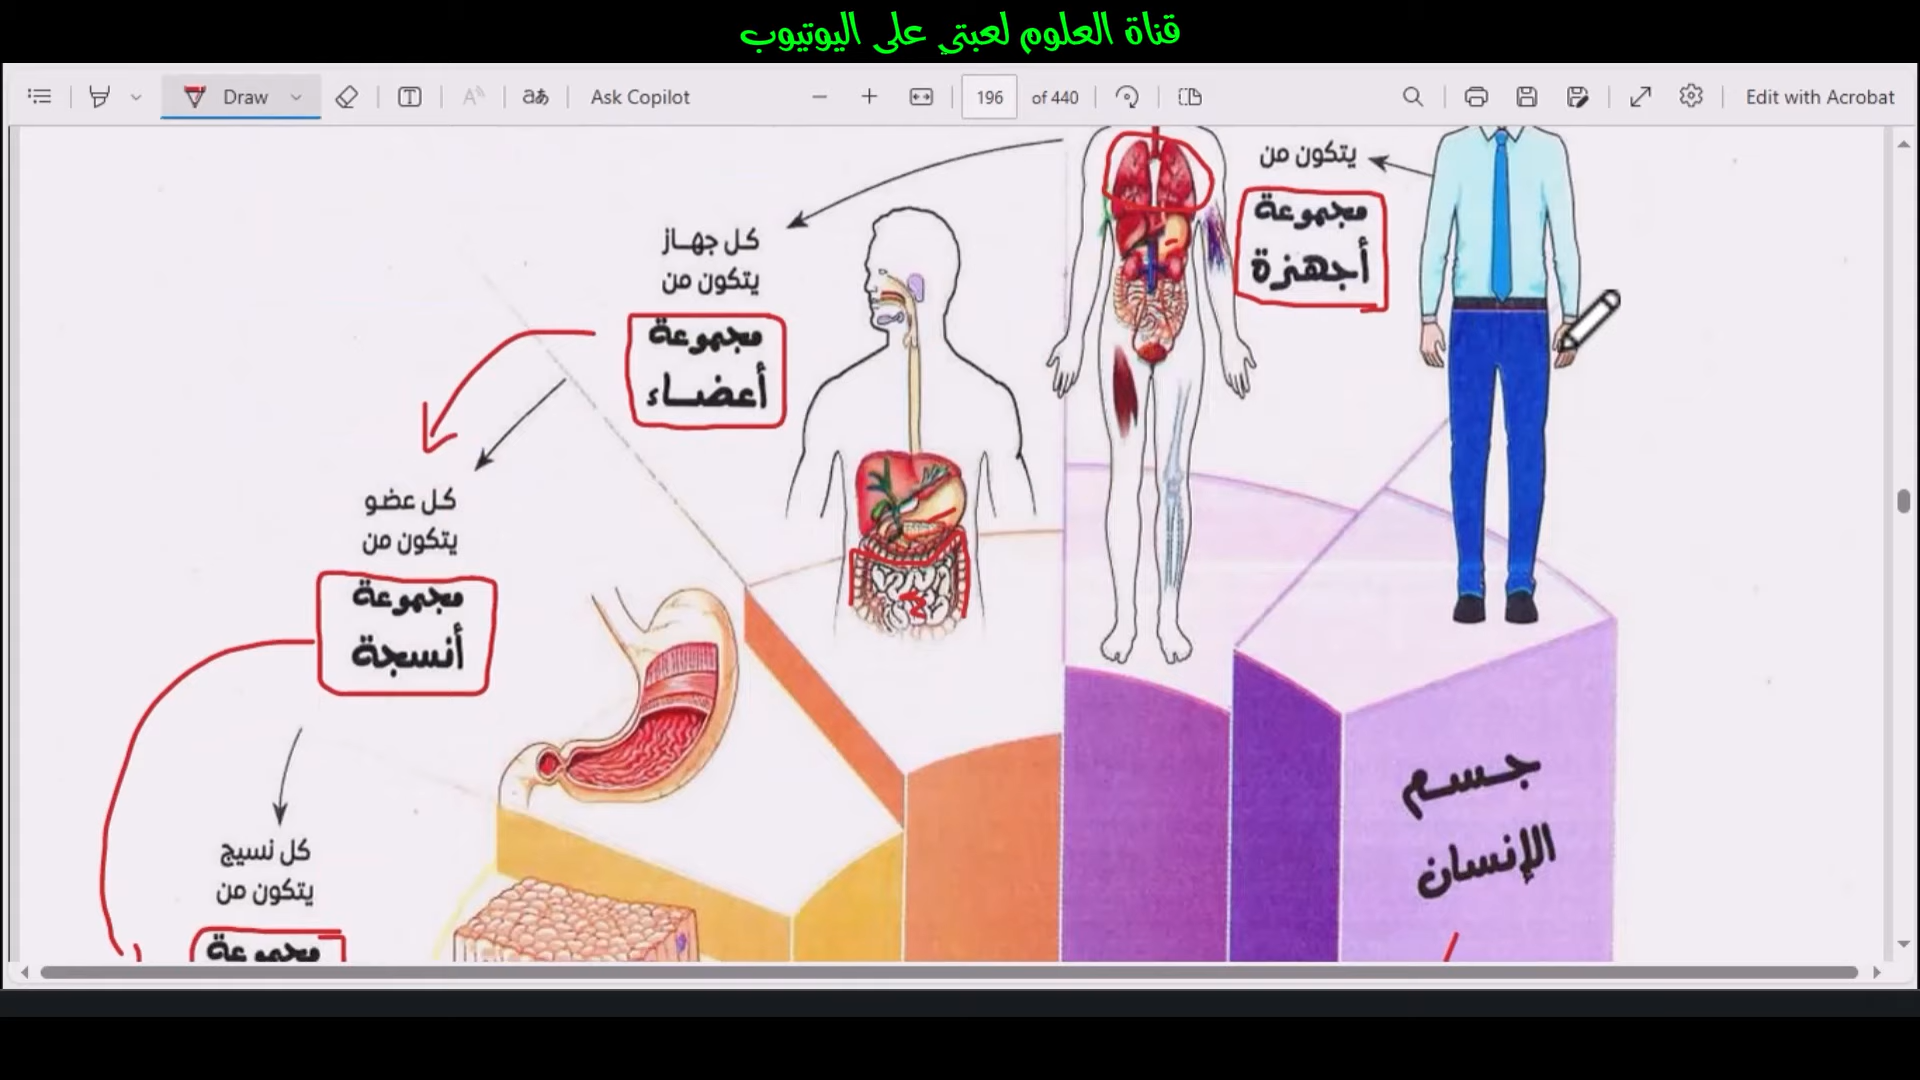 قناة العلوم لعبتي على اليوتيوب
Draw
Ask Copilot
196 of 440
Edit with Acrobat
يتكون من
مجموعة
أجهزة
كل جهاز
يتكون من
مجموعة
أعضاء
كل عضو
يتكون من
مجموعة
أنسجة
كل نسيج
يتكون من
مجموعة
جسم
الإنسان